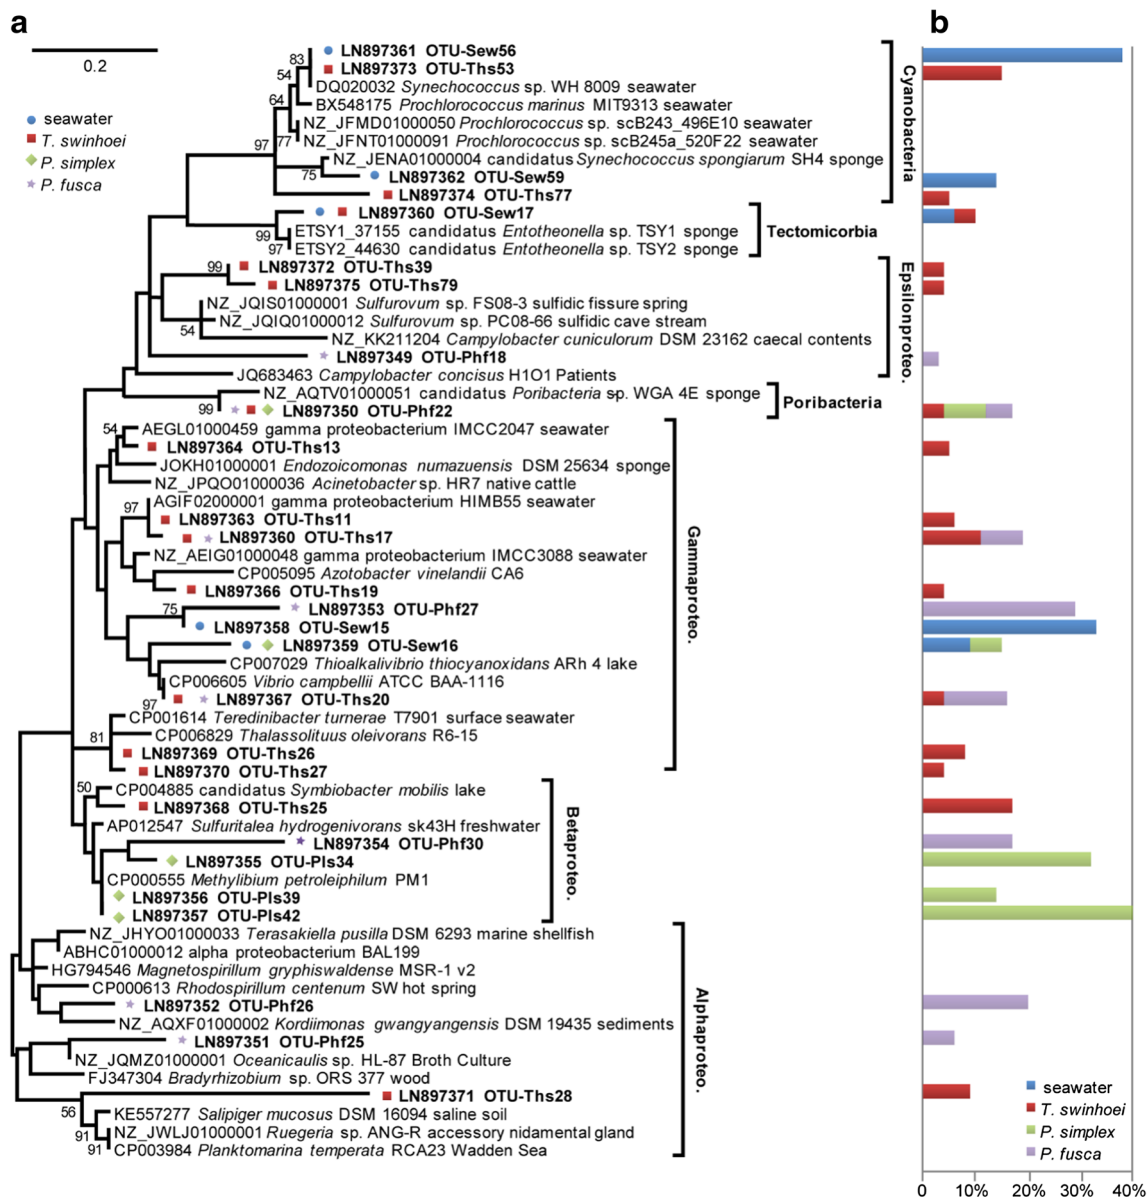 a
b
0.2
seawater
T. swinhoei
P. simplex
P. fusca
83
LN897361 OTU-Sew56
54
LN897373 OTU-Ths53
DQ020032 Synechococcus sp. WH 8009 seawater
64
BX548175 Prochlorococcus marinus MIT9313 seawater
NZ_JFMD01000050 Prochlorococcus sp. scB243_496E10 seawater
97
77
NZ_JFNT01000091 Prochlorococcus sp. scB245a_520F22 seawater
NZ_JENA01000004 candidatus Synechococcus spongiarum SH4 sponge
75
LN897362 OTU-Sew59
LN897374 OTU-Ths77
Cyanobacteria
LN897360 OTU-Sew17
99
ETSY1_37155 candidatus Entotheonella sp. TSY1 sponge
97
ETSY2_44630 candidatus Entotheonella sp. TSY2 sponge
Tectomicorbia
99
LN897372 OTU-Ths39
LN897375 OTU-Ths79
NZ_JQIS01000001 Sulfurovum sp. FS08-3 sulfidic fissure spring
NZ_JQIQ01000012 Sulfurovum sp. PC08-66 sulfidic cave stream
54
NZ_KK211204 Campylobacter cuniculorum DSM 23162 caecal contents
LN897349 OTU-Phf18
JQ683463 Campylobacter concisus H1O1 Patients
Epsilonproteo.
NZ_AQTV01000051 candidatus Poribacteria sp. WGA 4E sponge
99
LN897350 OTU-Phf22
Poribacteria
54
AEGL01000459 gamma proteobacterium IMCC2047 seawater
LN897364 OTU-Ths13
JOKH01000001 Endozoicomonas numazuensis DSM 25634 sponge
NZ_JPQO01000036 Acinetobacter sp. HR7 native cattle
97
AGIF02000001 gamma proteobacterium HIMB55 seawater
LN897363 OTU-Ths11
LN897360 OTU-Ths17
NZ_AEIG01000048 gamma proteobacterium IMCC3088 seawater
CP005095 Azotobacter vinelandii CA6
LN897366 OTU-Ths19
75
LN897353 OTU-Phf27
LN897358 OTU-Sew15
LN897359 OTU-Sew16
CP007029 Thioalkalivibrio thiocyanoxidans ARh 4 lake
CP006605 Vibrio campbellii ATCC BAA-1116
97
LN897367 OTU-Ths20
CP001614 Teredinibacter turnerae T7901 surface seawater
81
CP006829 Thalassolituus oleivorans R6-15
LN897369 OTU-Ths26
LN897370 OTU-Ths27
Gammaproteo.
50
CP004885 candidatus Symbiobacter mobilis lake
LN897368 OTU-Ths25
AP012547 Sulfuritalea hydrogenivorans sk43H freshwater
LN897354 OTU-Phf30
LN897355 OTU-Pls34
CP000555 Methylibium petroleiphilum PM1
LN897356 OTU-Pls39
LN897357 OTU-Pls42
Betaproteo.
NZ_JHYO01000033 Terasakiella pusilla DSM 6293 marine shellfish
ABHC01000012 alpha proteobacterium BAL199
HG794546 Magnetospirillum gryphiswaldense MSR-1 v2
CP000613 Rhodospirillum centenum SW hot spring
LN897352 OTU-Phf26
NZ_AQXF01000002 Kordiimonas gwangyangensis DSM 19435 sediments
LN897351 OTU-Phf25
NZ_JQMZ01000001 Oceanicaulis sp. HL-87 Broth Culture
FJ347304 Bradyrhizobium sp. ORS 377 wood
LN897371 OTU-Ths28
56
KE557277 Salipiger mucosus DSM 16094 saline soil
91
NZ_JWLJ01000001 Ruegeria sp. ANG-R accessory nidamental gland
91
CP003984 Planktomarina temperata RCA23 Wadden Sea
Alphaproteo.
seawater
T. swinhoei
P. simplex
P. fusca
0 10% 20% 30% 40%